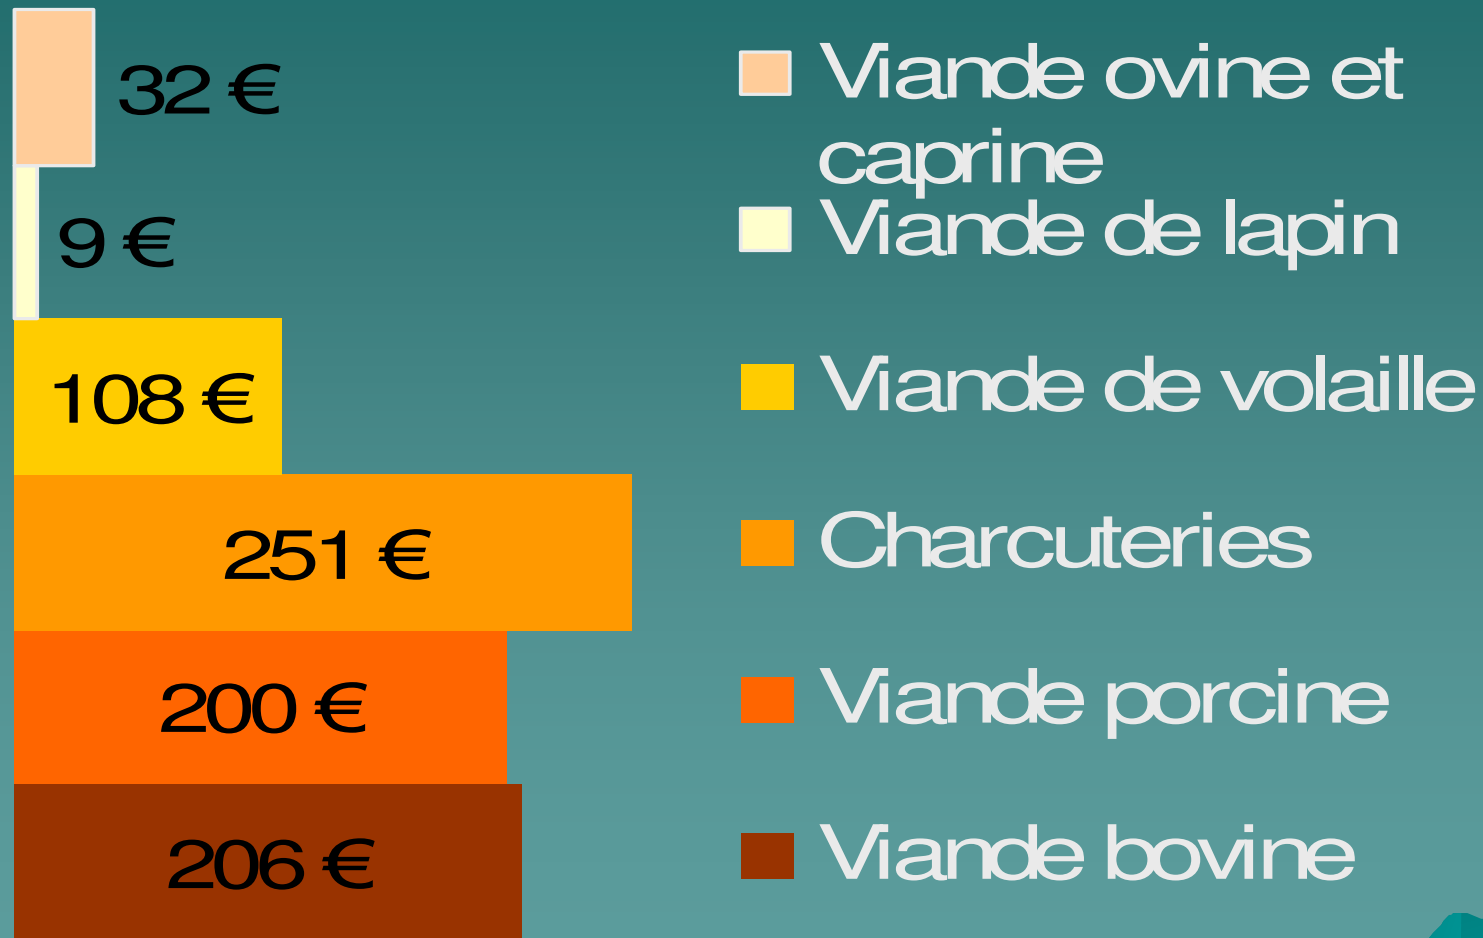 32 €
Viande ovine et
caprine
9 €
Viande de lapin
108 €
Viande de volaille
251 €
Charcuteries
200 €
Viande porcine
206 €
Viande bovine